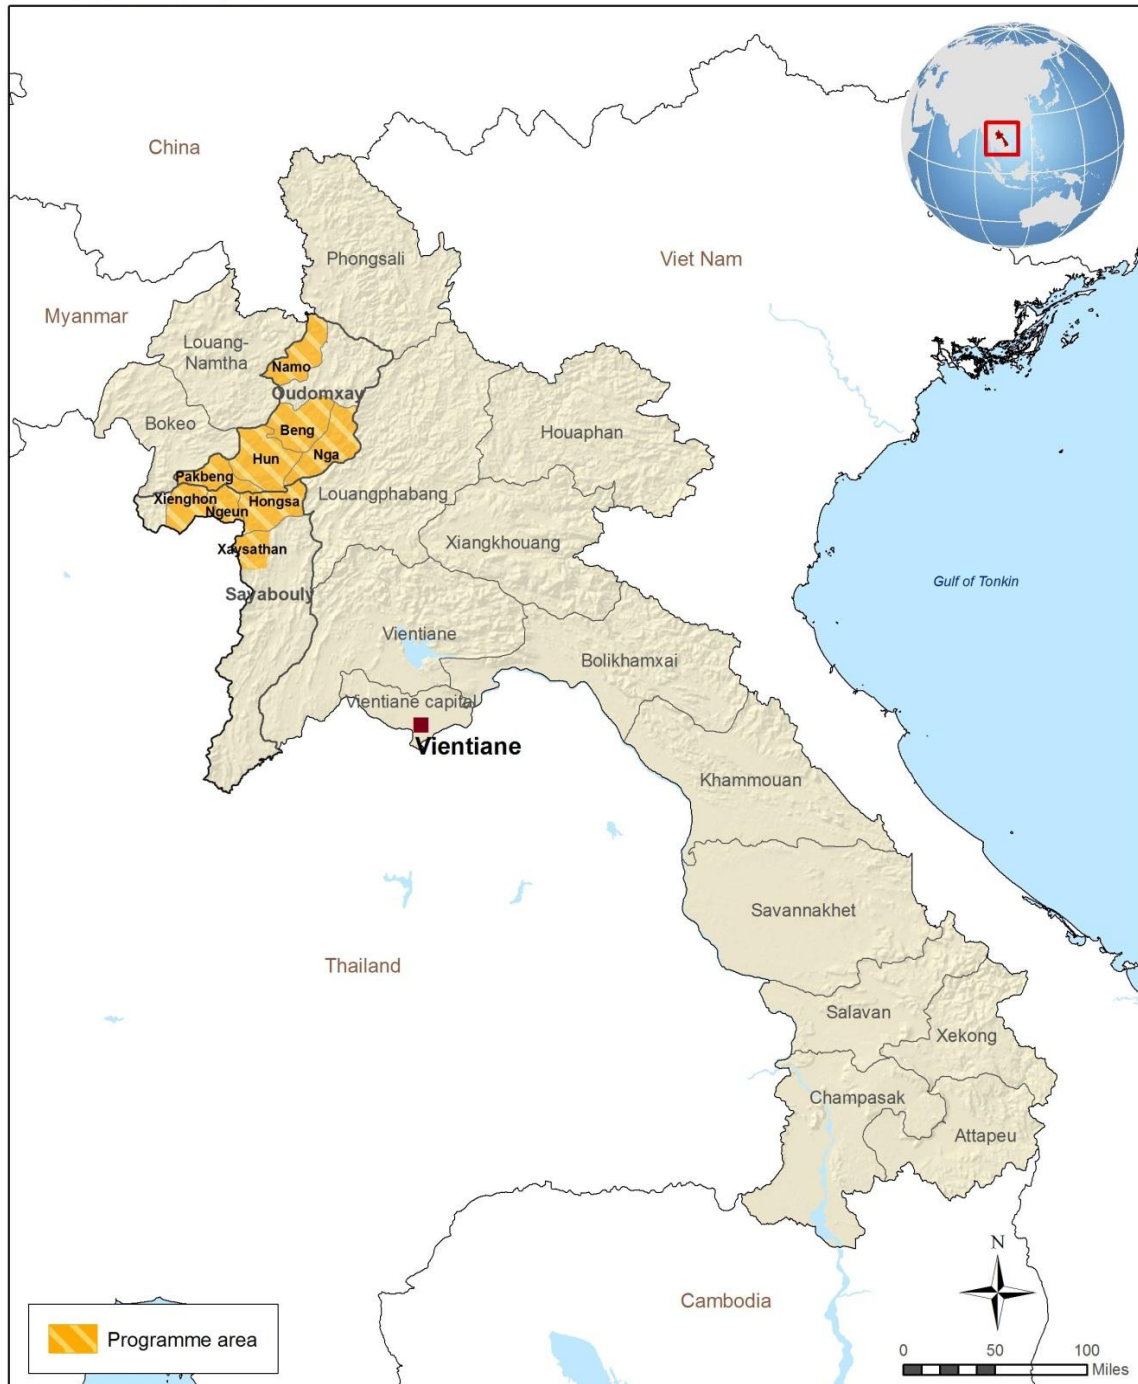 China
Phongsali
Viet Nam
Myanmar
Louang-
Namtha
Namo
Oudomxay
Bokeo
Beng
Houaphan
Nga
Hun
Pakbeng
Xienghon
Ngeun
Hongsa
Louangphabang
Xiangkhouang
Xaysathan
Gulf of Tonkin
Sayabouly
Vientiane
Bolikhamxai
Vientiane capital
Vientiane
Khammouan
Savannakhet
Thailand
Salavan
Xekong
Champasak
Attapeu
N
Cambodia
Programme area
0 50 100
Miles